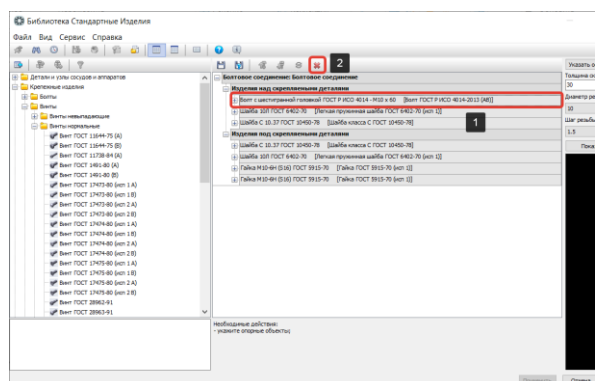 Библиотека Стандартные Изделия
Файл Вид Сервис Справка
2
Детали и узлы сосудов и аппаратов
Крепежные изделия
Болты
Винты
Винты невыпадающие
Винты нормальные
Винт ГОСТ 11644-75 (A)
Винт ГОСТ 11644-75 (B)
Винт ГОСТ 11738-84 (A)
Винт ГОСТ 1491-80 (A)
Винт ГОСТ 1491-80 (B)
Винт ГОСТ 17473-80 (исп 1 A)
Винт ГОСТ 17473-80 (исп 1 B)
Винт ГОСТ 17473-80 (исп 2 A)
Винт ГОСТ 17473-80 (исп 2 B)
Винт ГОСТ 17474-80 (исп 1 A)
Винт ГОСТ 17474-80 (исп 1 B)
Винт ГОСТ 17474-80 (исп 2 A)
Винт ГОСТ 17474-80 (исп 2 B)
Винт ГОСТ 17475-80 (исп 1 A)
Винт ГОСТ 17475-80 (исп 1 B)
Винт ГОСТ 17475-80 (исп 2 A)
Винт ГОСТ 17475-80 (исп 2 B)
Винт ГОСТ 28962-91
Винт ГОСТ 28963-91
Болтовое соединение: Болтовое соединение
Изделия над скрепляемыми деталями
Болт с шестигранной головкой ГОСТ Р ИСО 4014 - M10 x 60 [Болт ГОСТ Р ИСО 4014-2013 (AB)]
Шайба 10Л ГОСТ 6402-70 [Легкая пружинная шайба ГОСТ 6402-70 (исп 1)]
Шайба C 10.37 ГОСТ 10450-78 [Шайба класса C ГОСТ 10450-78]
1
Изделия под скрепляемыми деталями
Шайба C 10.37 ГОСТ 10450-78 [Шайба класса C ГОСТ 10450-78]
Шайба 10Л ГОСТ 6402-70 [Легкая пружинная шайба ГОСТ 6402-70 (исп 1)]
Гайка M10-6H (S16) ГОСТ 5915-70 [Гайка ГОСТ 5915-70 (исп 1)]
Гайка M10-6H (S16) ГОСТ 5915-70 [Гайка ГОСТ 5915-70 (исп 1)]
Необходимые действия:
- укажите опорные объекты;
Указать о
Толщина ск
30
Диаметр ре
10
Шаг резьбы
1.5
Пока
Отмена